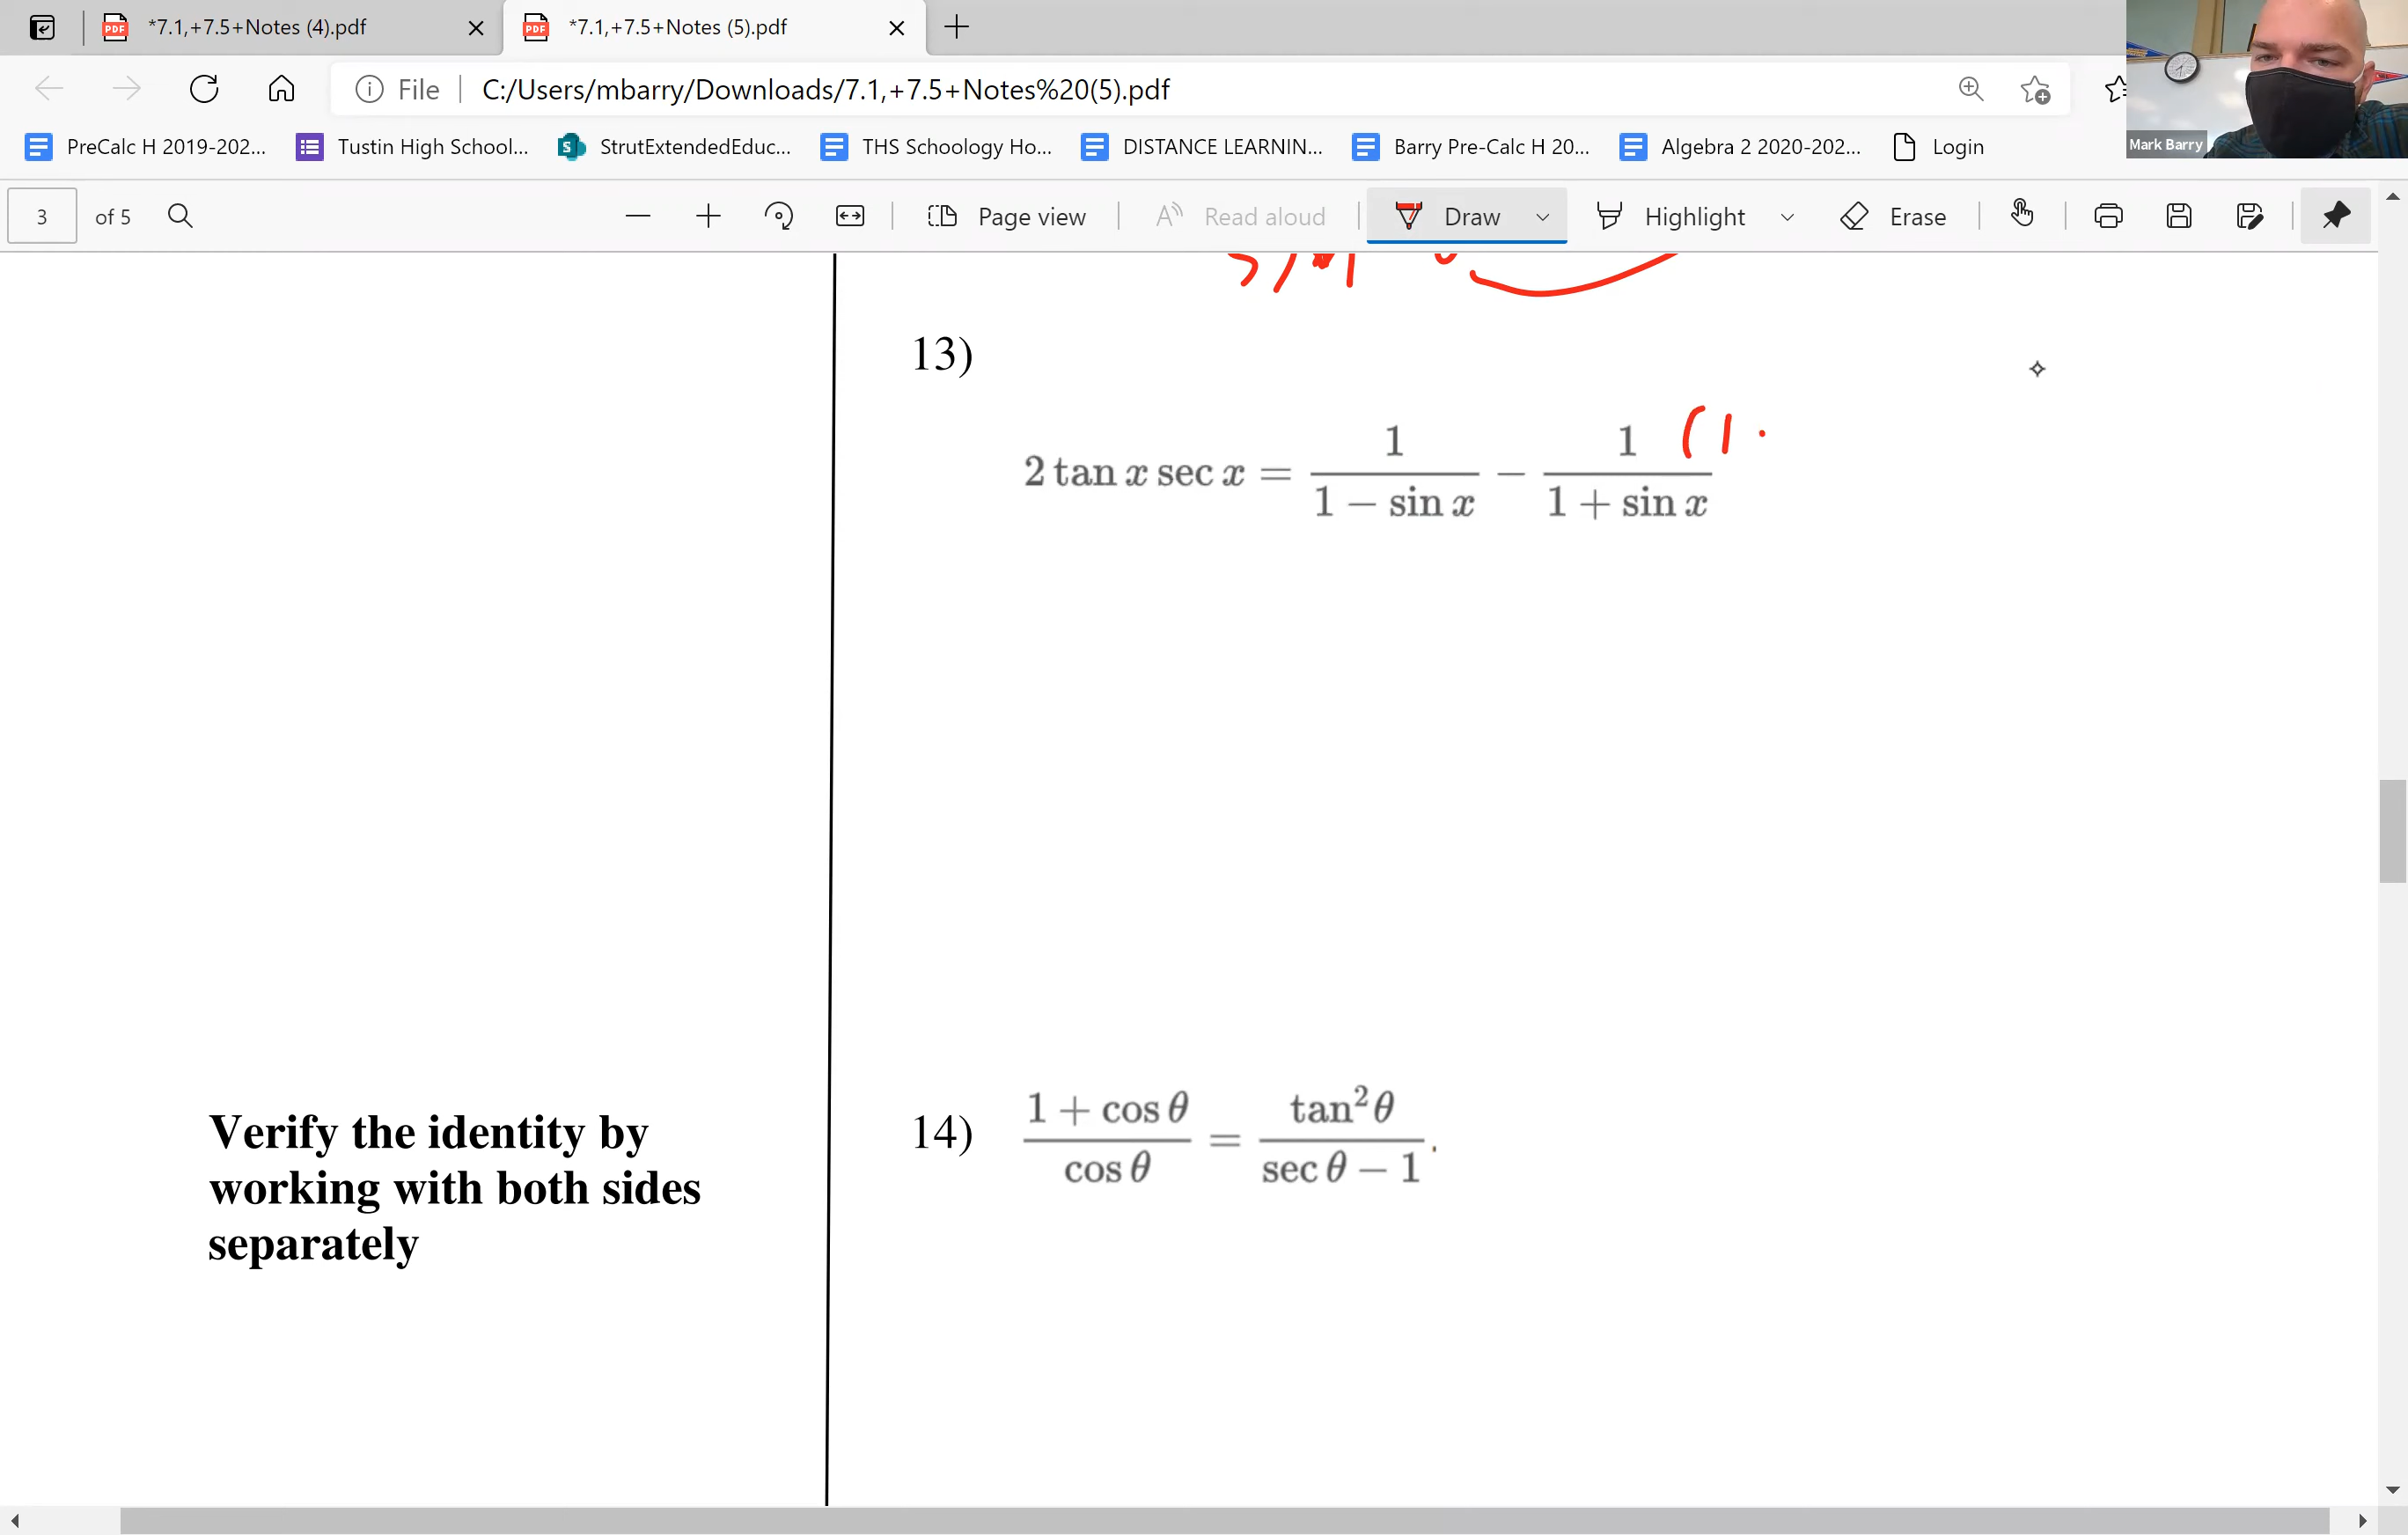 *7.1,+7.5+Notes (4).pdf
*7.1,+7.5+Notes (5).pdf
File C:/Users/mbarry/Downloads/7.1,+7.5+Notes%20(5).pdf
PreCalc H 2019-202... Tustin High School... StrutExtendedEduc... THS Schoology Ho... DISTANCE LEARNIN... Barry Pre-Calc H 20... Algebra 2 2020-202... Login
Mark Barry
3 of 5 Page view Read aloud Draw Highlight Erase
13)
2 tan x sec x = 1/(1 − sin x) − 1/(1 + sin x) (1
14) (1 + cos θ)/(cos θ) = (tan² θ)/(sec θ − 1).
Verify the identity by
working with both sides
separately